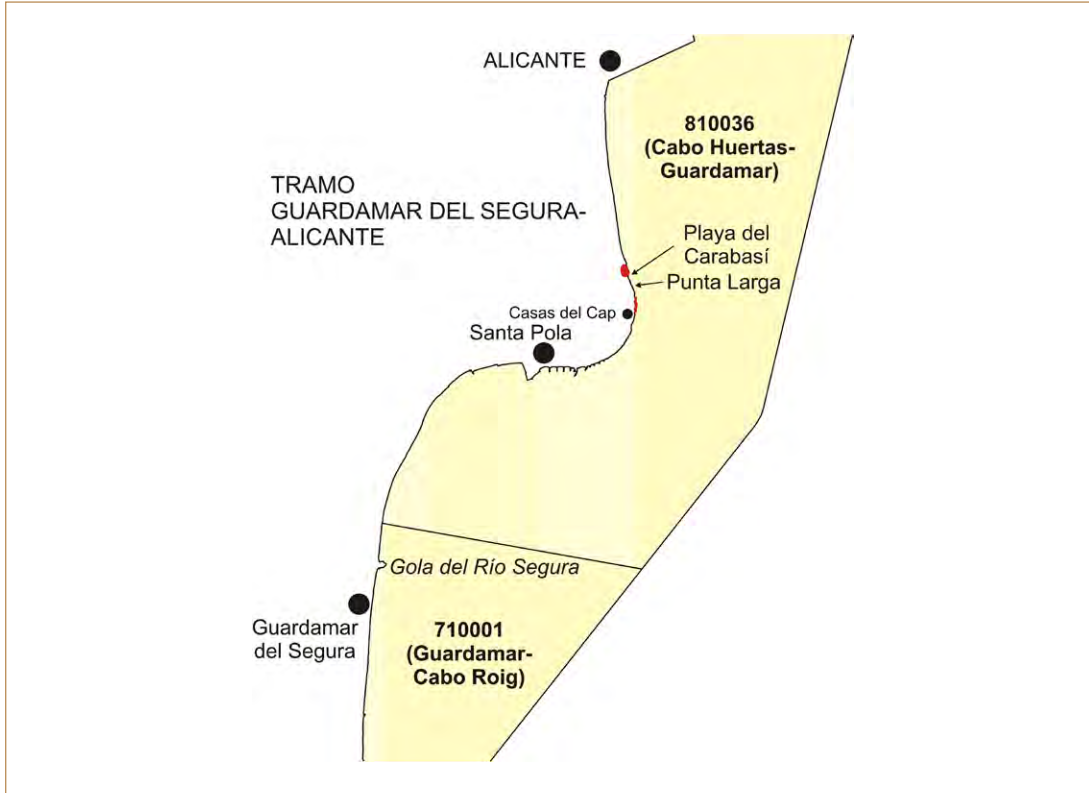 ALICANTE
810036
(Cabo Huertas-
Guardamar)
TRAMO
GUARDAMAR DEL SEGURA-
ALICANTE
Playa del
Carabasí
Punta Larga
Casas del Cap
Santa Pola
Gola del Río Segura
Guardamar
del Segura
710001
(Guardamar-
Cabo Roig)